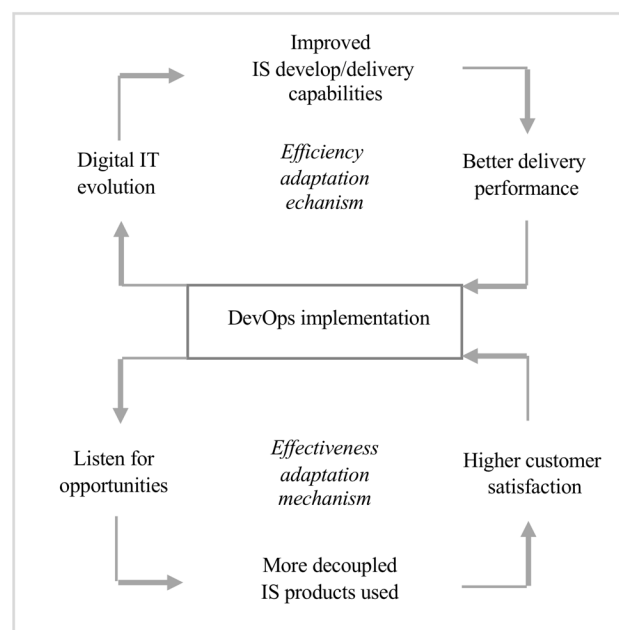 Improved
IS develop/delivery
capabilities
Digital IT
evolution
Efficiency
adaptation
echanism
Better delivery
performance
DevOps implementation
Listen for
opportunities
Effectiveness
adaptation
mechanism
Higher customer
satisfaction
More decoupled
IS products used